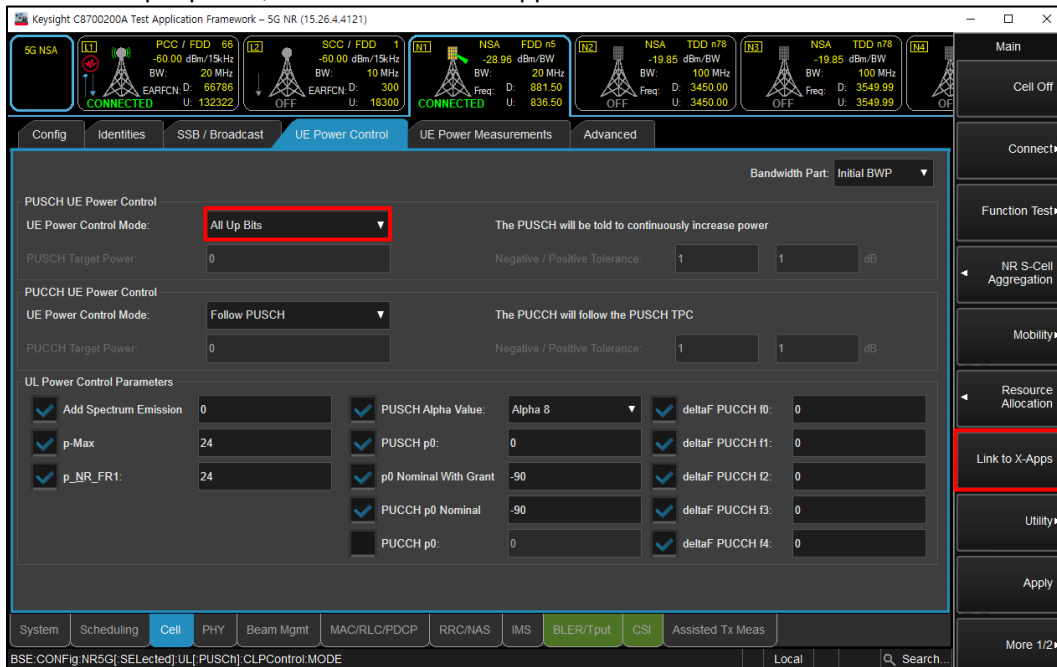 Keysight C8700200A Test Application Framework – 5G NR (15.26.4.4121)
5G NSA
L1
PCC / FDD 66
-60.00 dBm/15kHz
BW: 20 MHz
EARFCN: D: 66786
U: 132322
CONNECTED
L2
SCC / FDD 1
-60.00 dBm/15kHz
BW: 10 MHz
EARFCN: D: 300
U: 18300
OFF
N1
NSA FDD n5
-28.96 dBm/BW
BW: 20 MHz
Freq: D: 881.50
U: 836.50
CONNECTED
N2
NSA TDD n78
-19.85 dBm/BW
BW: 100 MHz
Freq: D: 3450.00
U: 3450.00
OFF
N3
NSA TDD n78
-19.85 dBm/BW
BW: 100 MHz
Freq: D: 3549.99
U: 3549.99
OFF
N4
OF
Main
Cell Off
Connect
Function Test
NR S-Cell
Aggregation
Mobility
Resource
Allocation
Link to X-Apps
Utility
Apply
More 1/2
Config Identities SSB / Broadcast UE Power Control UE Power Measurements Advanced
Bandwidth Part: Initial BWP
PUSCH UE Power Control
UE Power Control Mode: All Up Bits The PUSCH will be told to continuously increase power
PUSCH Target Power: 0 Negative / Positive Tolerance: 1 1 dB
PUCCH UE Power Control
UE Power Control Mode: Follow PUSCH The PUCCH will follow the PUSCH TPC
PUCCH Target Power: 0 Negative / Positive Tolerance: 1 1 dB
UL Power Control Parameters
Add Spectrum Emission 0 PUSCH Alpha Value: Alpha 8 deltaF PUCCH f0: 0
p-Max 24 PUSCH p0: 0 deltaF PUCCH f1: 0
p_NR_FR1: 24 p0 Nominal With Grant -90 deltaF PUCCH f2: 0
PUCCH p0 Nominal -90 deltaF PUCCH f3: 0
PUCCH p0: 0 deltaF PUCCH f4: 0
System Scheduling Cell PHY Beam Mgmt MAC/RLC/PDCP RRC/NAS IMS BLER/Tput CSI Assisted Tx Meas
BSE:CONFig:NR5G[:SELected]:UL[:PUSCh]:CLPControl:MODE Local Search...